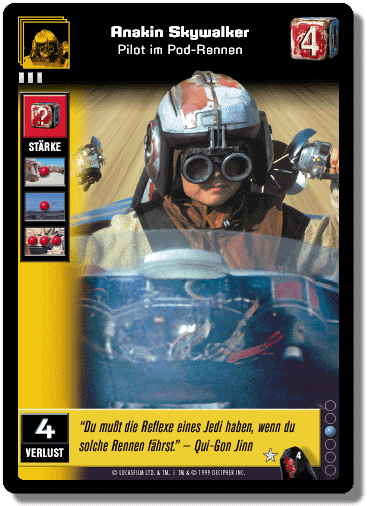 Anakin Skywalker
Pilot im Pod-Rennen
4
?
STÄRKE
4
VERLUST
"Du mußt die Reflexe eines Jedi haben, wenn du
solche Rennen fährst." – Qui-Gon Jinn
4
© LUCASFILM LTD. & TM. ® TM & © 1999 DECIPHER INC.